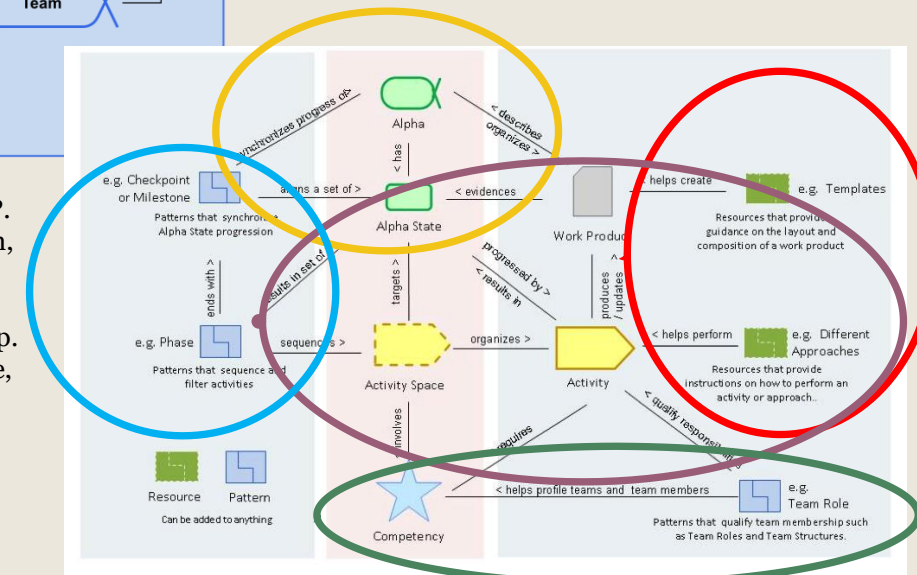 Team
?.
n,
p.
e,
synchronizes progress of>
Alpha
< describes
organizes >
< has
e.g. Checkpoint
or Milestone
aligns a set of >
Patterns that synchronize
Alpha State progression
Alpha State
< evidences
Work Product
< helps create
e.g. Templates
Resources that provide
guidance on the layout and
composition of a work product
ends with >
results in set of
targets >
progressed by >
< results in
produces >
/ updates
e.g. Phase
sequences >
Patterns that sequence and
filter activities
Activity Space
organizes >
Activity
< helps perform
e.g. Different
Approaches
Resources that provide
instructions on how to perform an
activity or approach..
< involves
requires
< qualify
Resource
Pattern
Can be added to anything
Competency
< helps profile teams and team members
e.g.
Team Role
Patterns that qualify team membership such
as Team Roles and Team Structures.